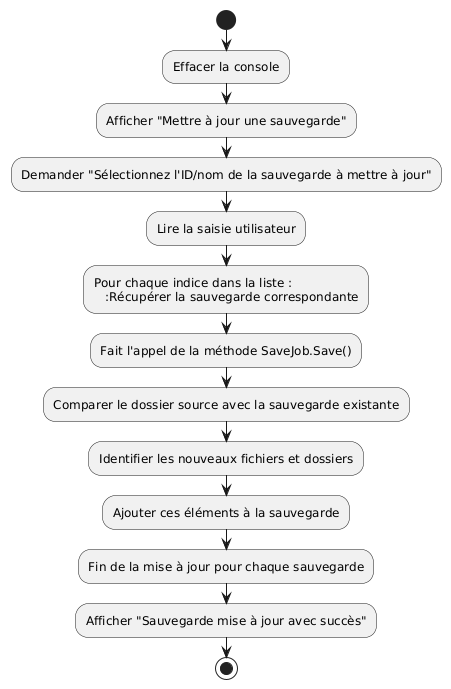 Effacer la console
Afficher "Mettre à jour une sauvegarde"
Demander "Sélectionnez l'ID/nom de la sauvegarde à mettre à jour"
Lire la saisie utilisateur
Pour chaque indice dans la liste :
:Récupérer la sauvegarde correspondante
Fait l'appel de la méthode SaveJob.Save()
Comparer le dossier source avec la sauvegarde existante
Identifier les nouveaux fichiers et dossiers
Ajouter ces éléments à la sauvegarde
Fin de la mise à jour pour chaque sauvegarde
Afficher "Sauvegarde mise à jour avec succès"